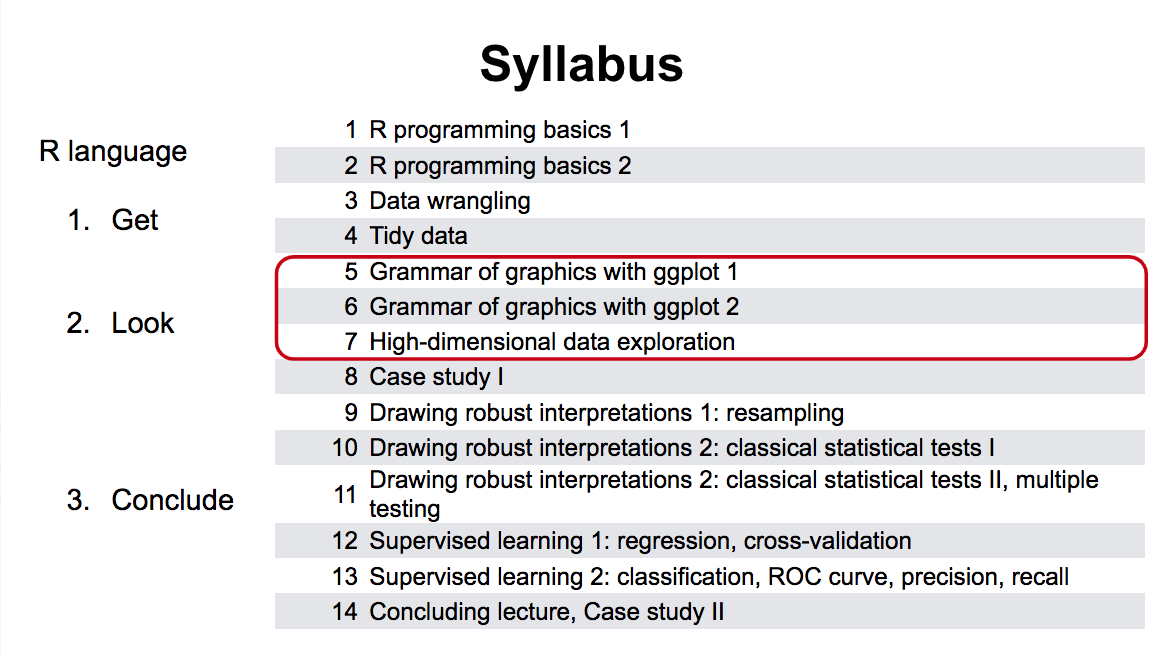 Syllabus
R language
1 R programming basics 1
2 R programming basics 2
1. Get
3 Data wrangling
4 Tidy data
2. Look
5 Grammar of graphics with ggplot 1
6 Grammar of graphics with ggplot 2
7 High-dimensional data exploration
8 Case study I
3. Conclude
9 Drawing robust interpretations 1: resampling
10 Drawing robust interpretations 2: classical statistical tests I
11 Drawing robust interpretations 2: classical statistical tests II, multiple
testing
12 Supervised learning 1: regression, cross-validation
13 Supervised learning 2: classification, ROC curve, precision, recall
14 Concluding lecture, Case study II